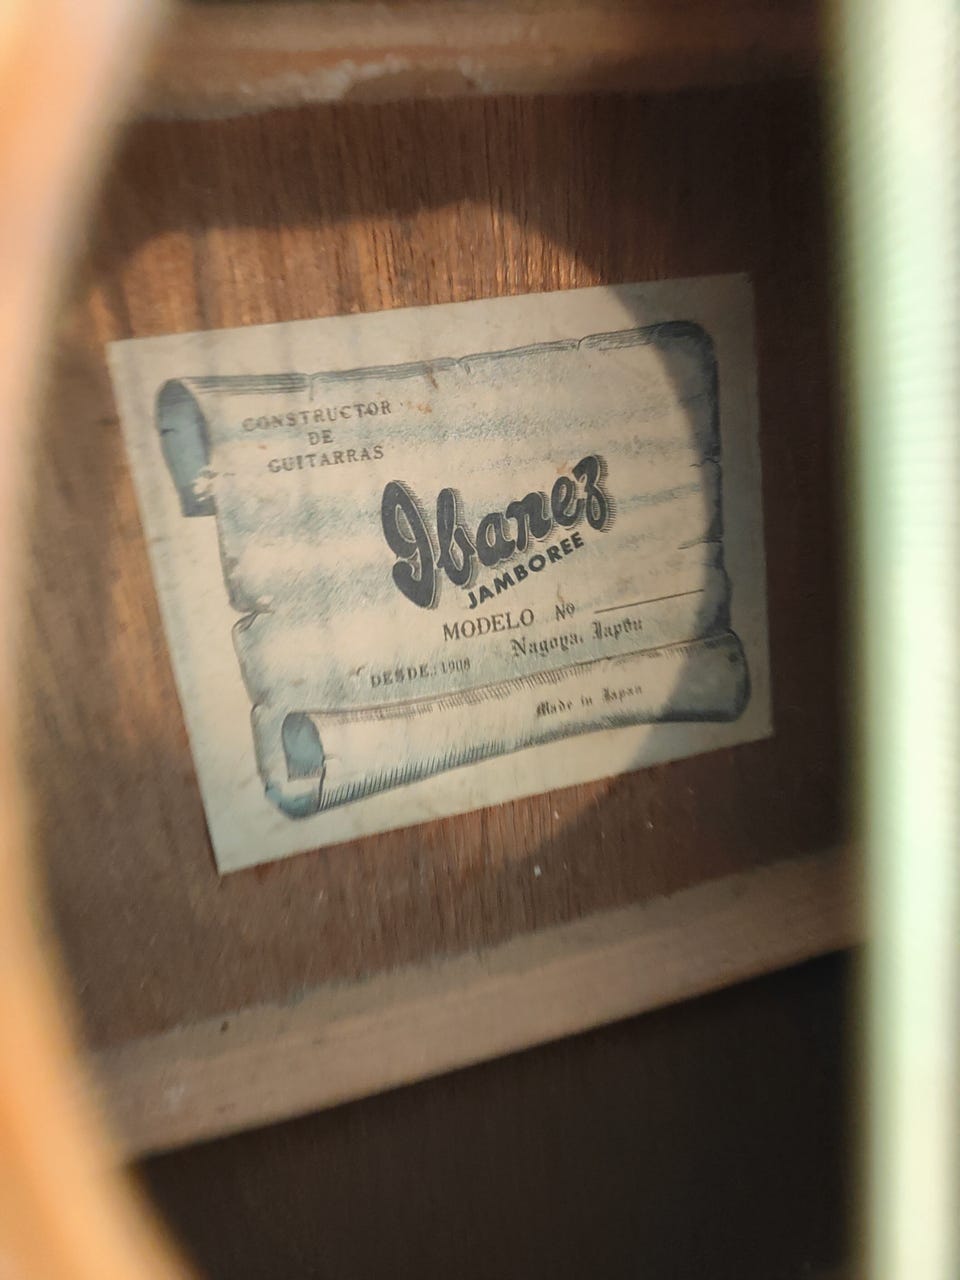 CONSTRUCTOR
DE
GUITARRAS
Ibanez
JAMBOREE
MODELO No
Nagoya, Japan
DESDE: 1908
Made in Japan